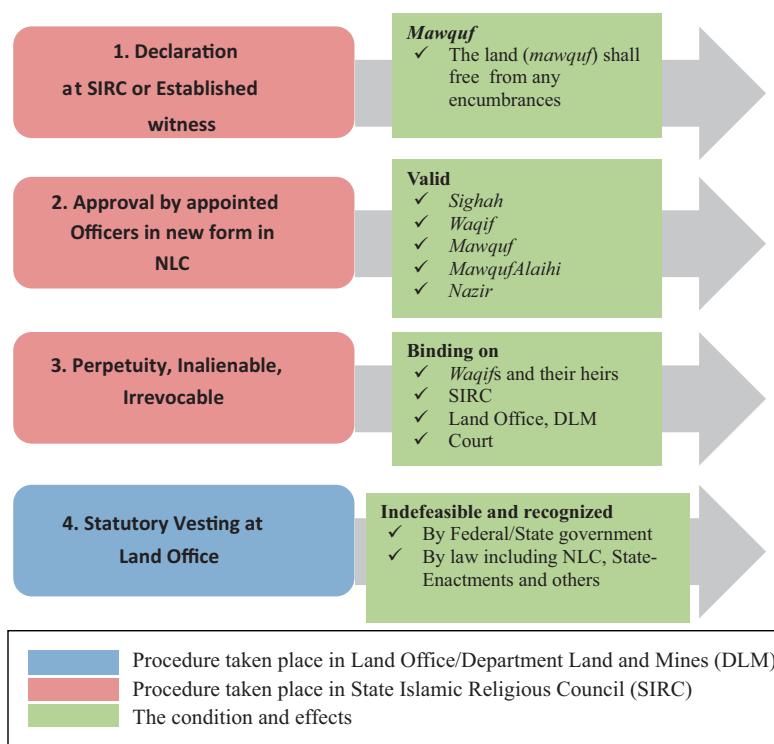 1. Declaration
at SIRC or Established
witness
Mawquf
✓ The land (mawquf) shall
free from any
encumbrances
2. Approval by appointed
Officers in new form in
NLC
Valid
✓ Sighah
✓ Waqif
✓ Mawquf
✓ MawqufAlaihi
✓ Nazir
3. Perpetuity, Inalienable,
Irrevocable
Binding on
✓ Waqifs and their heirs
✓ SIRC
✓ Land Office, DLM
✓ Court
4. Statutory Vesting at
Land Office
Indefeasible and recognized
✓ By Federal/State government
✓ By law including NLC, State-
Enactments and others
Procedure taken place in Land Office/Department Land and Mines (DLM)
Procedure taken place in State Islamic Religious Council (SIRC)
The condition and effects